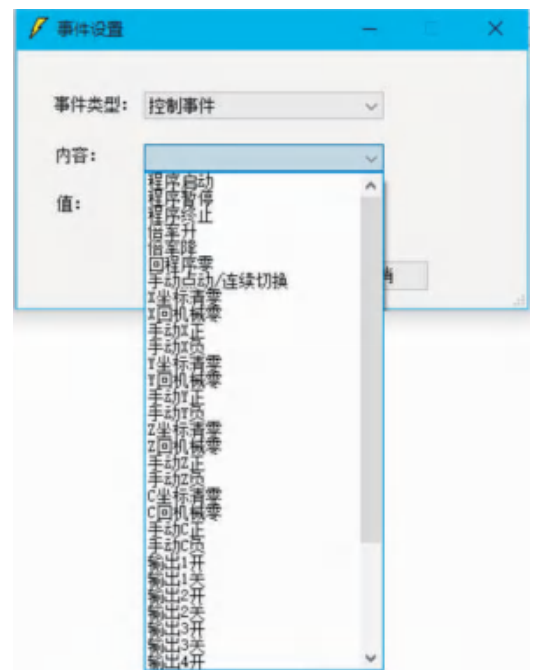 事件设置
事件类型: 控制事件
内容:
值:
程序启动
程序暂停
程序终止
倍率升
倍率降
回程序零
手动点动/连续切换
X坐标清零
X回机械零
手动X正
手动X负
Y坐标清零
Y回机械零
手动Y正
手动Y负
Z坐标清零
Z回机械零
手动Z正
手动Z负
C坐标清零
C回机械零
手动C正
手动C负
输出1开
输出1关
输出2开
输出2关
输出3开
输出3关
输出4开
消